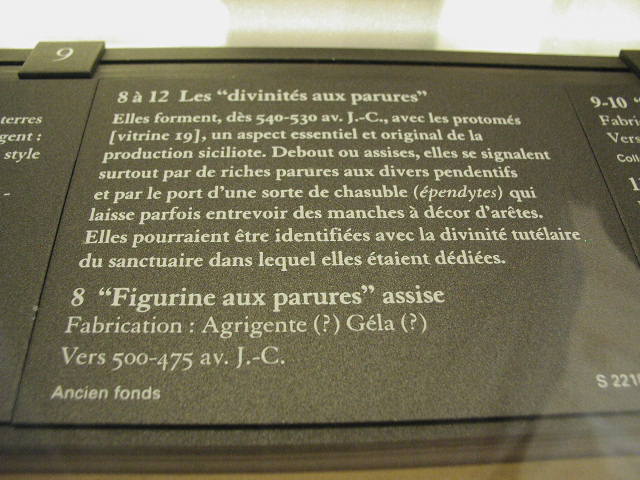 9
8 à 12 Les “divinités aux parures”
Elles forment, dès 540-530 av. J.-C., avec les protomés
[vitrine 19], un aspect essentiel et original de la
production siciliote. Debout ou assises, elles se signalent
surtout par de riches parures aux divers pendentifs
et par le port d'une sorte de chasuble (épendytes) qui
laisse parfois entrevoir des manches à décor d'arêtes.
Elles pourraient être identifiées avec la divinité tutélaire
du sanctuaire dans lequel elles étaient dédiées.
8 “Figurine aux parures” assise
Fabrication : Agrigente (?) Géla (?)
Vers 500-475 av. J.-C.
Ancien fonds
terres
style
9-10
Vers